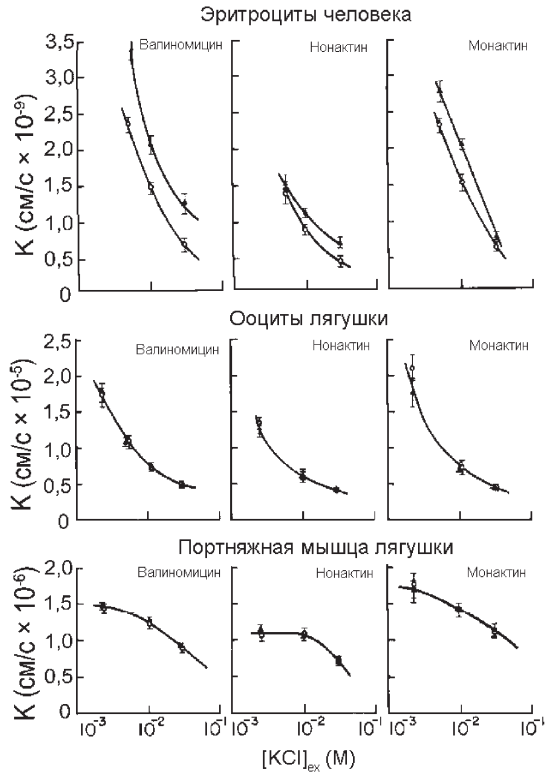 Эритроциты человека
Валиномицин
Нонактин
Монактин
K (см/с × 10⁻⁹)
3,5
3,0
2,5
2,0
1,5
1,0
0,5
0
Ооциты лягушки
Валиномицин
Нонактин
Монактин
K (см/с × 10⁻⁵)
2,5
2,0
1,5
1,0
0,5
0
Портняжная мышца лягушки
Валиномицин
Нонактин
Монактин
K (см/с × 10⁻⁶)
2,0
1,5
1,0
0,5
0
10⁻³ 10⁻² 10⁻¹ 10⁻² 10⁻¹ 10⁻³ 10⁻² 10⁻¹
[KCl]ex (M)